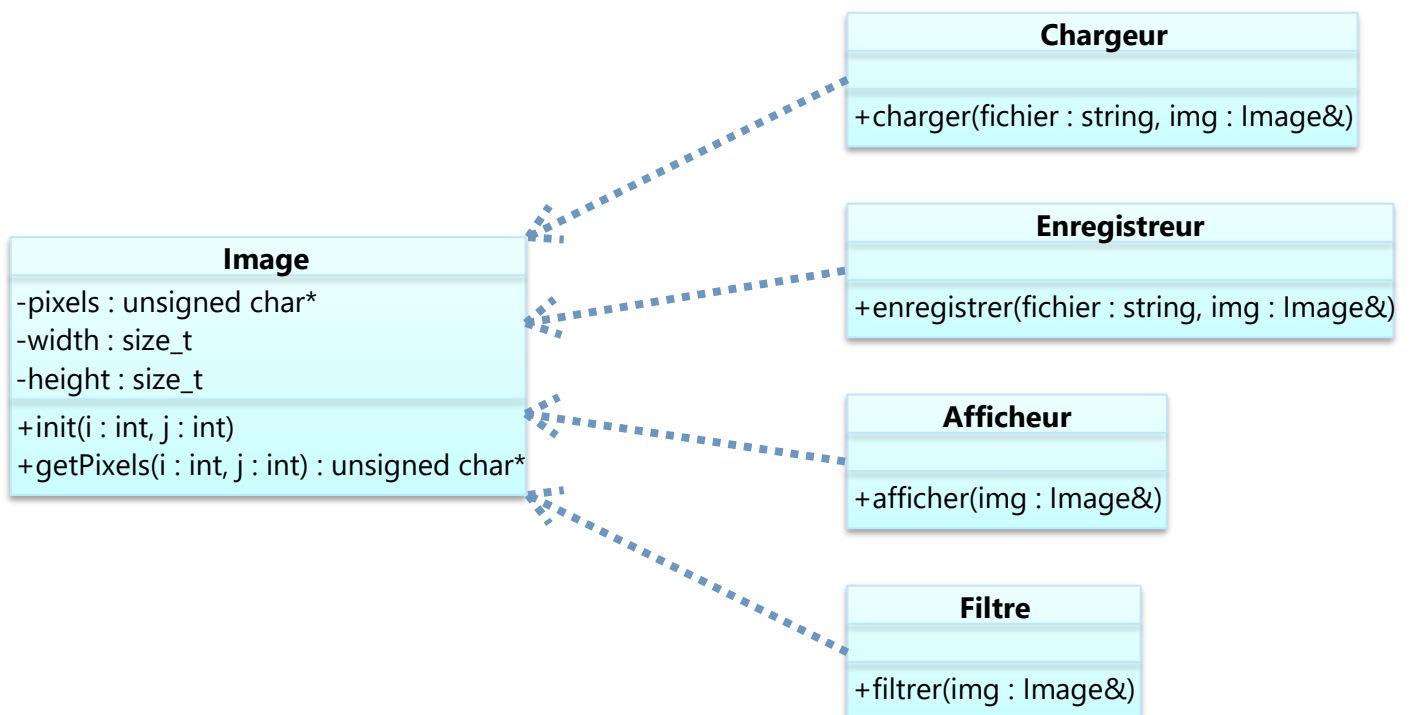 Image
-pixels : unsigned char*
-width : size_t
-height : size_t
+init(i : int, j : int)
+getPixels(i : int, j : int) : unsigned char*
Chargeur
+charger(fichier : string, img : Image&)
Enregistreur
+enregistrer(fichier : string, img : Image&)
Afficheur
+afficher(img : Image&)
Filtre
+filtrer(img : Image&)